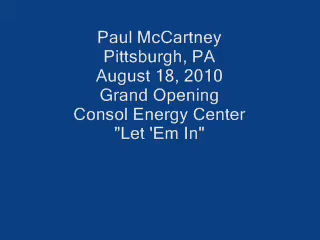 Paul McCartney
Pittsburgh, PA
August 18, 2010
Grand Opening
Consol Energy Center
"Let 'Em In"